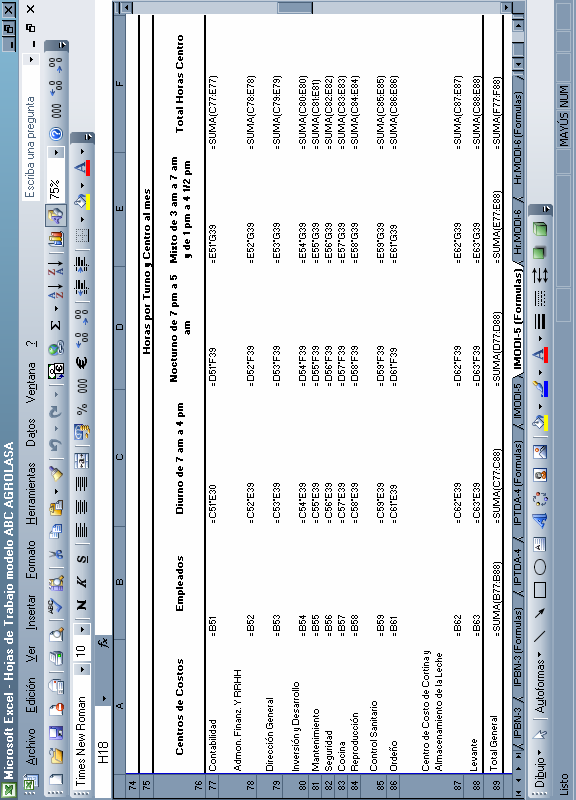 Microsoft Excel - Hojas de Trabajo modelo ABC AGROLASA
Archivo Edición Ver Insertar Formato Herramientas Datos Ventana ?
Escriba una pregunta
75%
Times New Roman 10 N K S % 000 €
H18 fx
A B C D E F
74
75 Horas por Turno y Centro al mes
76 Centros de Costos Empleados Diurno de 7 am a 4 pm Nocturno de 7 pm a 5 am Mixto de 3 am a 7 am y de 1 pm a 4 1/2 pm Total Horas Centro
77 Contabilidad =B51 =C51*E30 =D51*F39 =E51*G39 =SUMA(C77:E77)
78 Admon. Finanz. Y RRHH =B52 =C52*E39 =D52*F39 =E52*G39 =SUMA(C78:E78)
79 Dirección General =B53 =C53*E39 =D53*F39 =E53*G39 =SUMA(C79:E79)
80 Inversión y Desarrollo =B54 =C54*E39 =D54*F39 =E54*G39 =SUMA(C80:E80)
81 Mantenimiento =B55 =C55*E39 =D55*F39 =E55*G39 =SUMA(C81:E81)
82 Seguridad =B56 =C56*E39 =D56*F39 =E56*G39 =SUMA(C82:E82)
83 Cocina =B57 =C57*E39 =D57*F39 =E57*G39 =SUMA(C83:E83)
84 Reproducción =B58 =C58*E39 =D58*F39 =E58*G39 =SUMA(C84:E84)
85 Control Sanitario =B59 =C59*E39 =D59*F39 =E59*G39 =SUMA(C85:E85)
86 Ordeño =B61 =C61*E39 =D61*F39 =E61*G39 =SUMA(C86:E86)
Centro de Costo de Cortina y
87 Almacenamiento de la Leche =B62 =C62*E39 =D62*F39 =E62*G39 =SUMA(C87:E87)
88 Levante =B63 =C63*E39 =D63*F39 =E63*G39 =SUMA(C88:E88)
89 Total General =SUMA(B77:B88) =SUMA(C77:C88) =SUMA(D77:D88) =SUMA(E77:E88) =SUMA(F77:F88)
IPBN-3 IPBN-3 (Formulas) IPTDA-4 IPTDA-4 (Formulas) IMODI-5 IMODI-5 (Formulas) Hr.MODI-6 Hr.MODI-6 (Formulas)
Dibujo Autoformas
Listo MAYÚS NUM